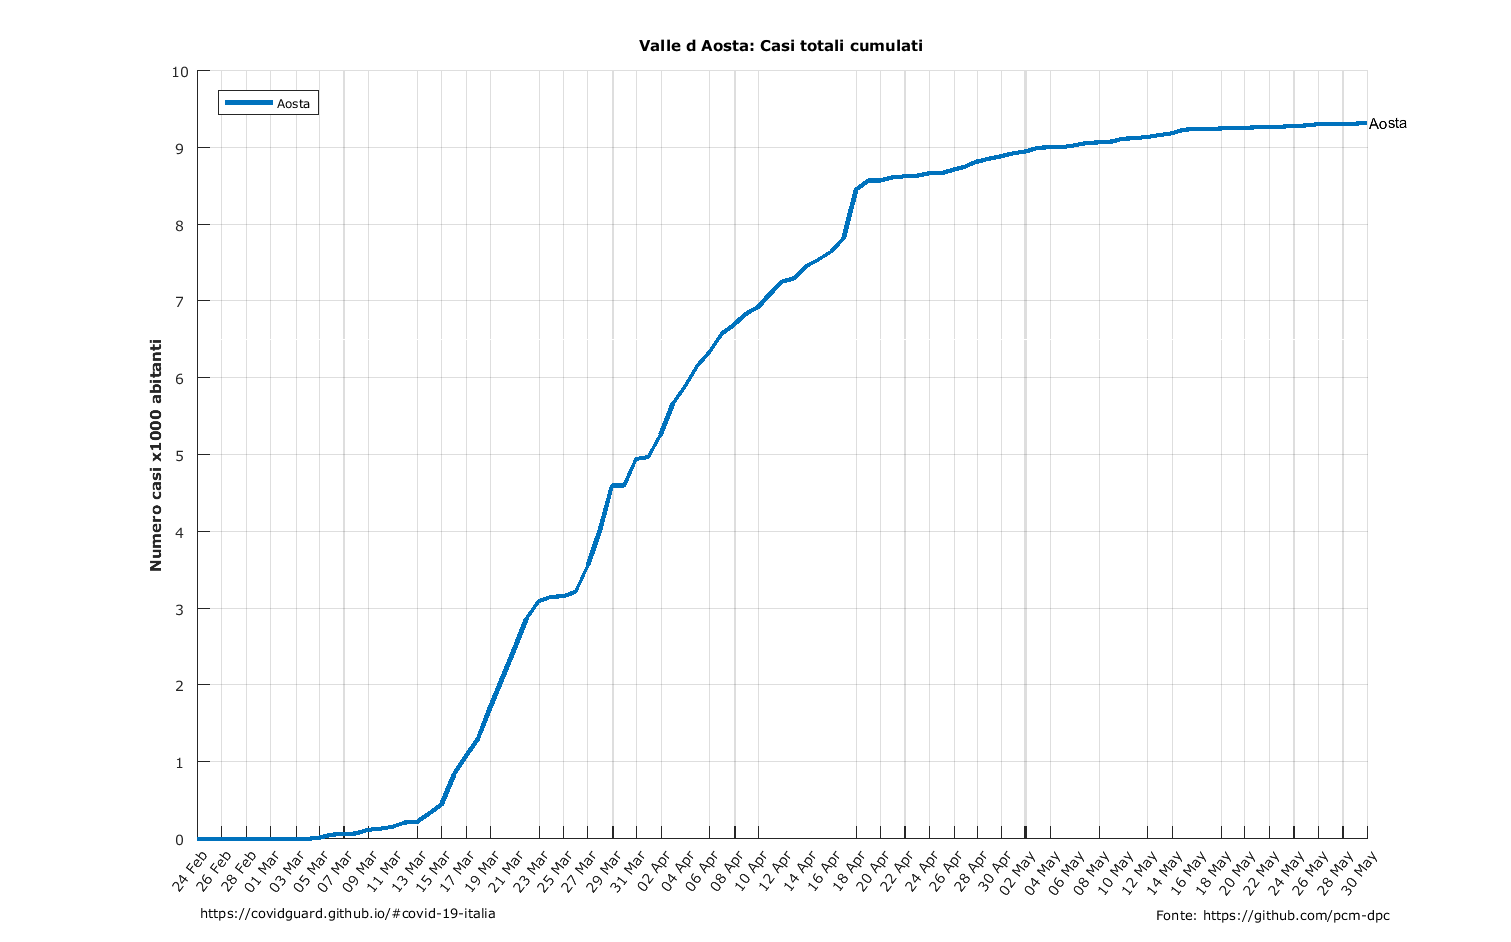 Valle d Aosta: Casi totali cumulati
10
9
8
7
6
5
4
3
2
1
0
Numero casi x1000 abitanti
Aosta
Aosta
24 Feb
26 Feb
28 Feb
01 Mar
03 Mar
05 Mar
07 Mar
09 Mar
11 Mar
13 Mar
15 Mar
17 Mar
19 Mar
21 Mar
23 Mar
25 Mar
27 Mar
29 Mar
31 Mar
02 Apr
04 Apr
06 Apr
08 Apr
10 Apr
12 Apr
14 Apr
16 Apr
18 Apr
20 Apr
22 Apr
24 Apr
26 Apr
28 Apr
30 Apr
02 May
04 May
06 May
08 May
10 May
12 May
14 May
16 May
18 May
20 May
22 May
24 May
26 May
28 May
30 May
https://covidguard.github.io/#covid-19-italia
Fonte: https://github.com/pcm-dpc